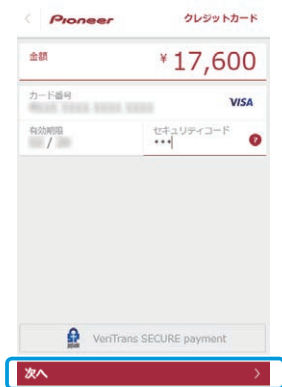 Pioneer
クレジットカード
金額
¥ 17,600
カード番号
VISA
有効期限
/
セキュリティコード
•••
?
VeriTrans SECURE payment
次へ